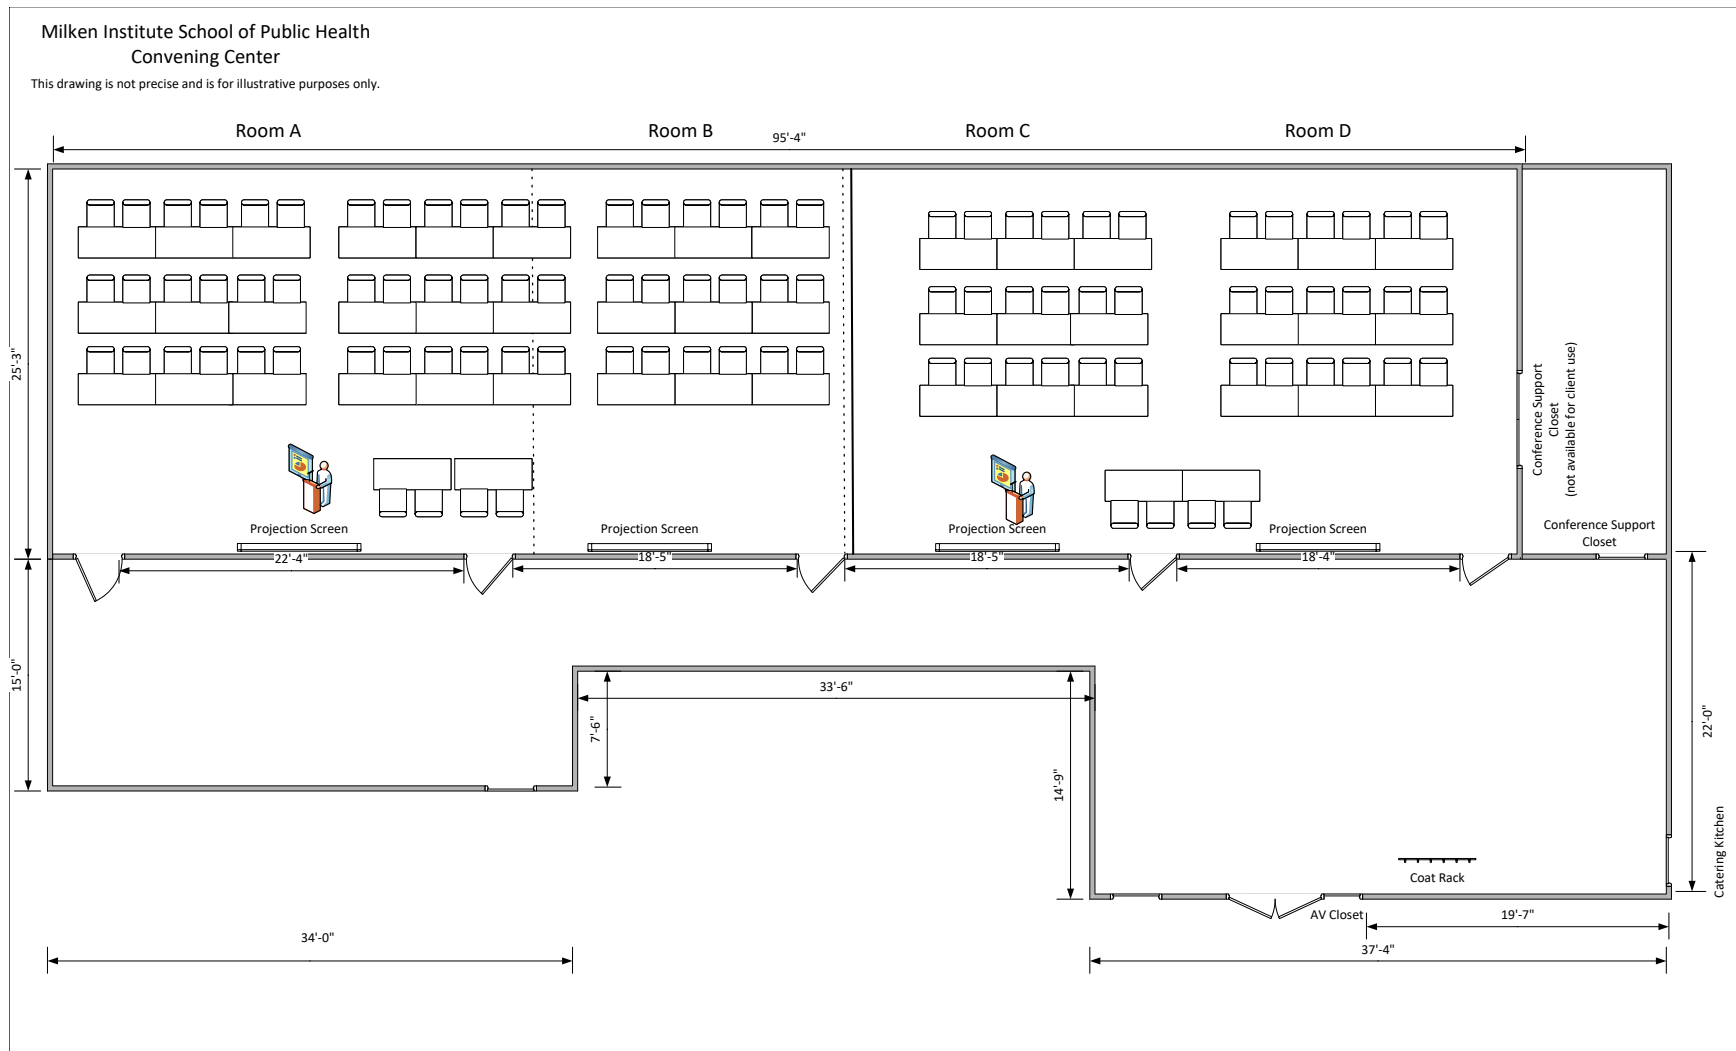 Milken Institute School of Public Health
Convening Center
This drawing is not precise and is for illustrative purposes only.
Room A
Room B
Room C
Room D
95'-4"
25'-3"
Conference Support
Closet
(not available for client use)
Projection Screen
Projection Screen
Projection Screen
Projection Screen
Conference Support
Closet
22'-4"
18'-5"
18'-5"
18'-4"
15'-0"
33'-6"
7'-6"
14'-9"
22'-0"
Catering Kitchen
Coat Rack
AV Closet
19'-7"
34'-0"
37'-4"